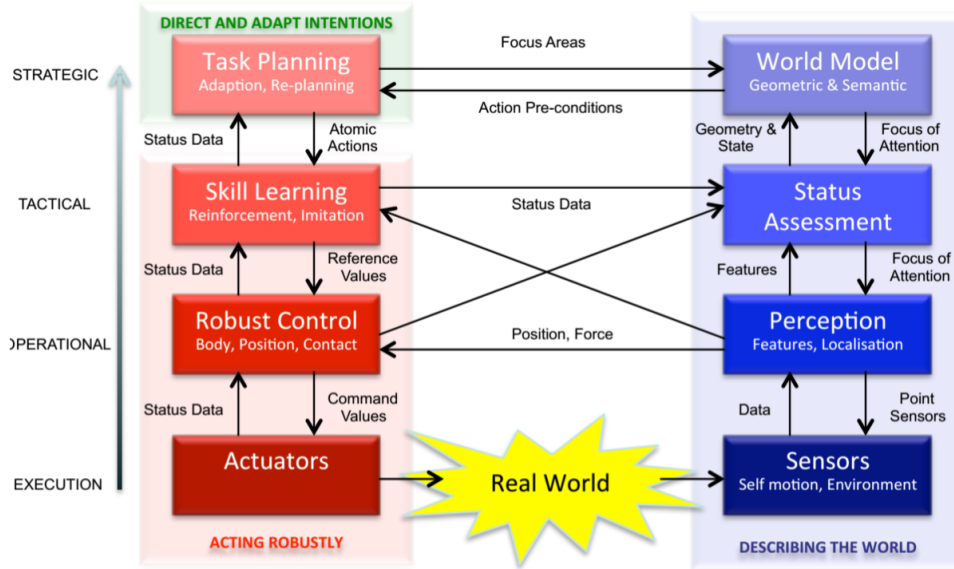 DIRECT AND ADAPT INTENTIONS
STRATEGIC
Task Planning
Adaption, Re-planning
Focus Areas
Action Pre-conditions
World Model
Geometric & Semantic
Status Data
Atomic
Actions
Geometry &
State
Focus of
Attention
TACTICAL
Skill Learning
Reinforcement, Imitation
Status Data
Status
Assessment
Status Data
Reference
Values
Features
Focus of
Attention
OPERATIONAL
Robust Control
Body, Position, Contact
Position, Force
Perception
Features, Localisation
Status Data
Command
Values
Data
Point
Sensors
EXECUTION
Actuators
Real World
Sensors
Self motion, Environment
ACTING ROBUSTLY
DESCRIBING THE WORLD